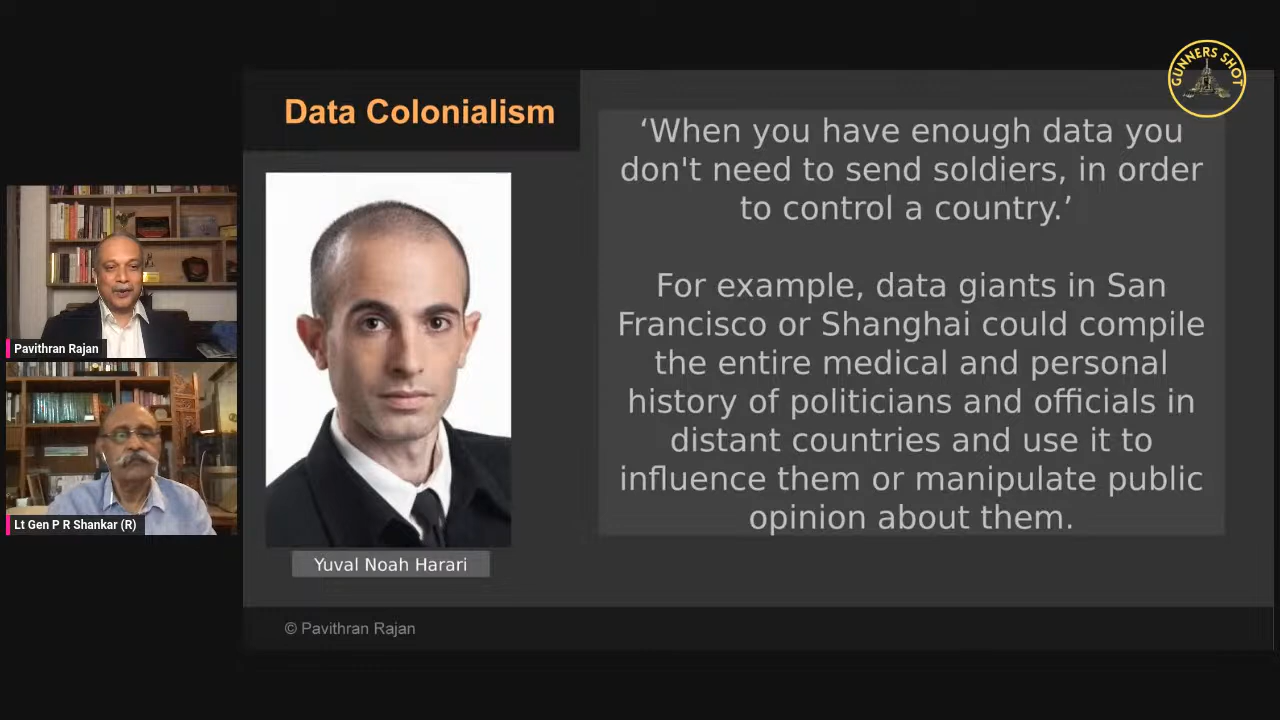 GUNNERS SHOT
Data Colonialism
‘When you have enough data you
don't need to send soldiers, in order
to control a country.’
For example, data giants in San
Francisco or Shanghai could compile
the entire medical and personal
history of politicians and officials in
distant countries and use it to
influence them or manipulate public
opinion about them.
Pavithran Rajan
Lt Gen P R Shankar (R)
Yuval Noah Harari
© Pavithran Rajan